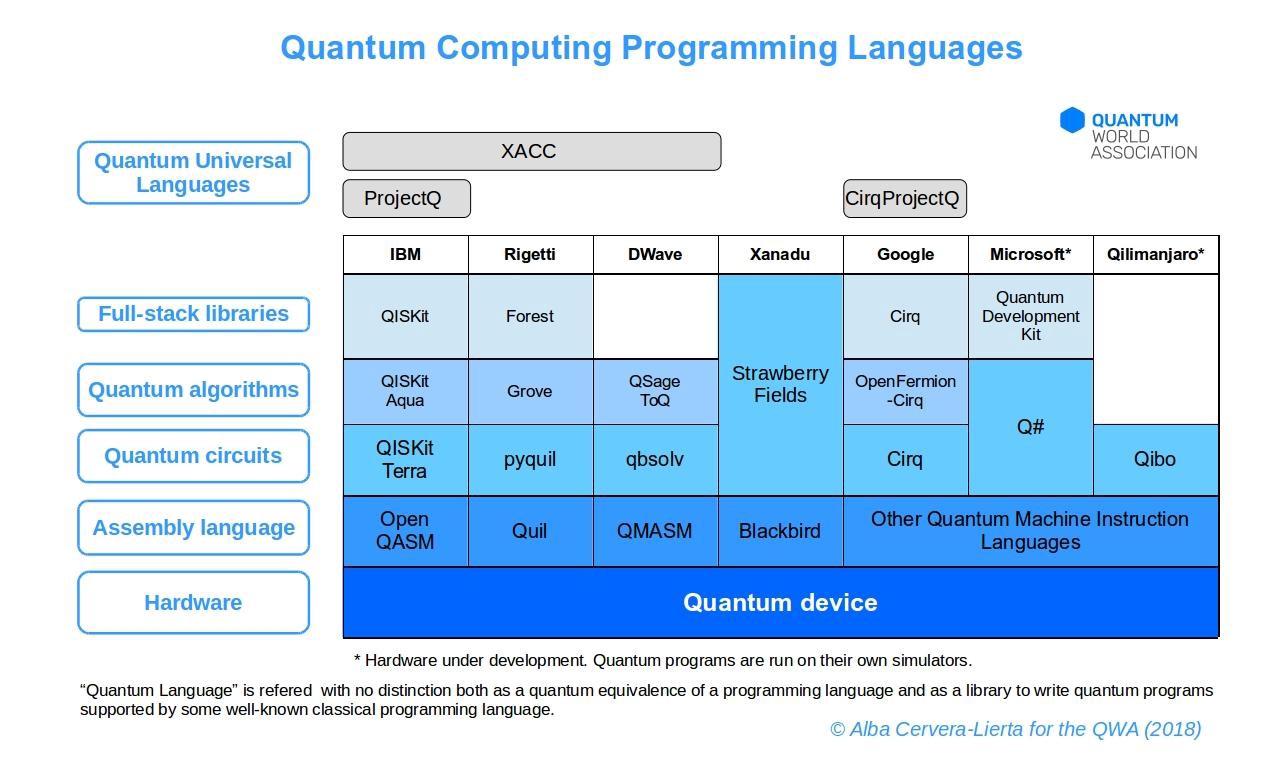 Quantum Computing Programming Languages
QUANTUM
WORLD
ASSOCIATION
Quantum Universal
Languages
XACC
ProjectQ
CirqProjectQ
IBM
Rigetti
DWave
Xanadu
Google
Microsoft*
Qilimanjaro*
Full-stack libraries
QISKit
Forest
Cirq
Quantum
Development
Kit
Strawberry
Fields
Quantum algorithms
QISKit
Aqua
Grove
QSage
ToQ
OpenFermion
-Cirq
Q#
Quantum circuits
QISKit
Terra
pyquil
qbsolv
Cirq
Qibo
Assembly language
Open
QASM
Quil
QMASM
Blackbird
Other Quantum Machine Instruction
Languages
Hardware
Quantum device
* Hardware under development. Quantum programs are run on their own simulators.
“Quantum Language” is refered  with no distinction both as a quantum equivalence of a programming language and as a library to write quantum programs
supported by some well-known classical programming language.
© Alba Cervera-Lierta for the QWA (2018)